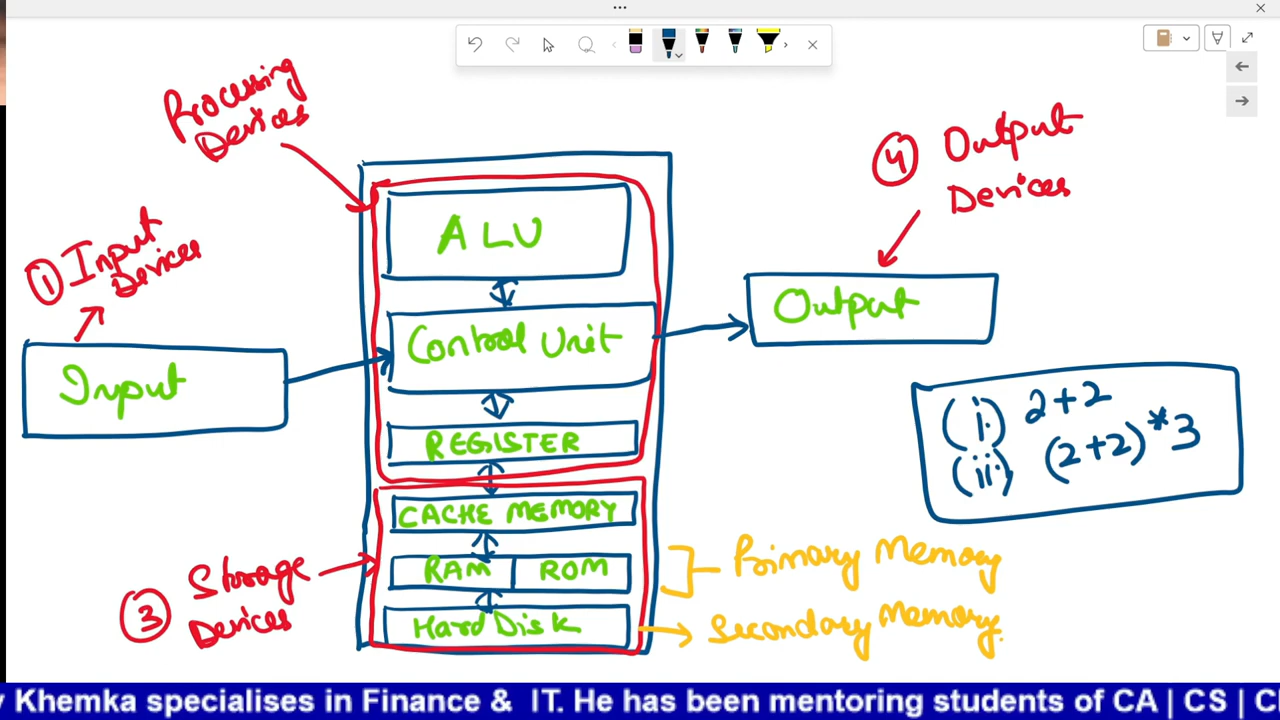 Processing
Devices
① Input
Devices
Input
ALU
Control Unit
REGISTER
CACHE MEMORY
RAM
ROM
Hard Disk
④ Output
Devices
Output
(i) 2+2
(ii) (2+2)*3
③ Storage
Devices
Primary Memory
Secondary Memory.
Khemka specialises in Finance & IT. He has been mentoring students of CA | CS |